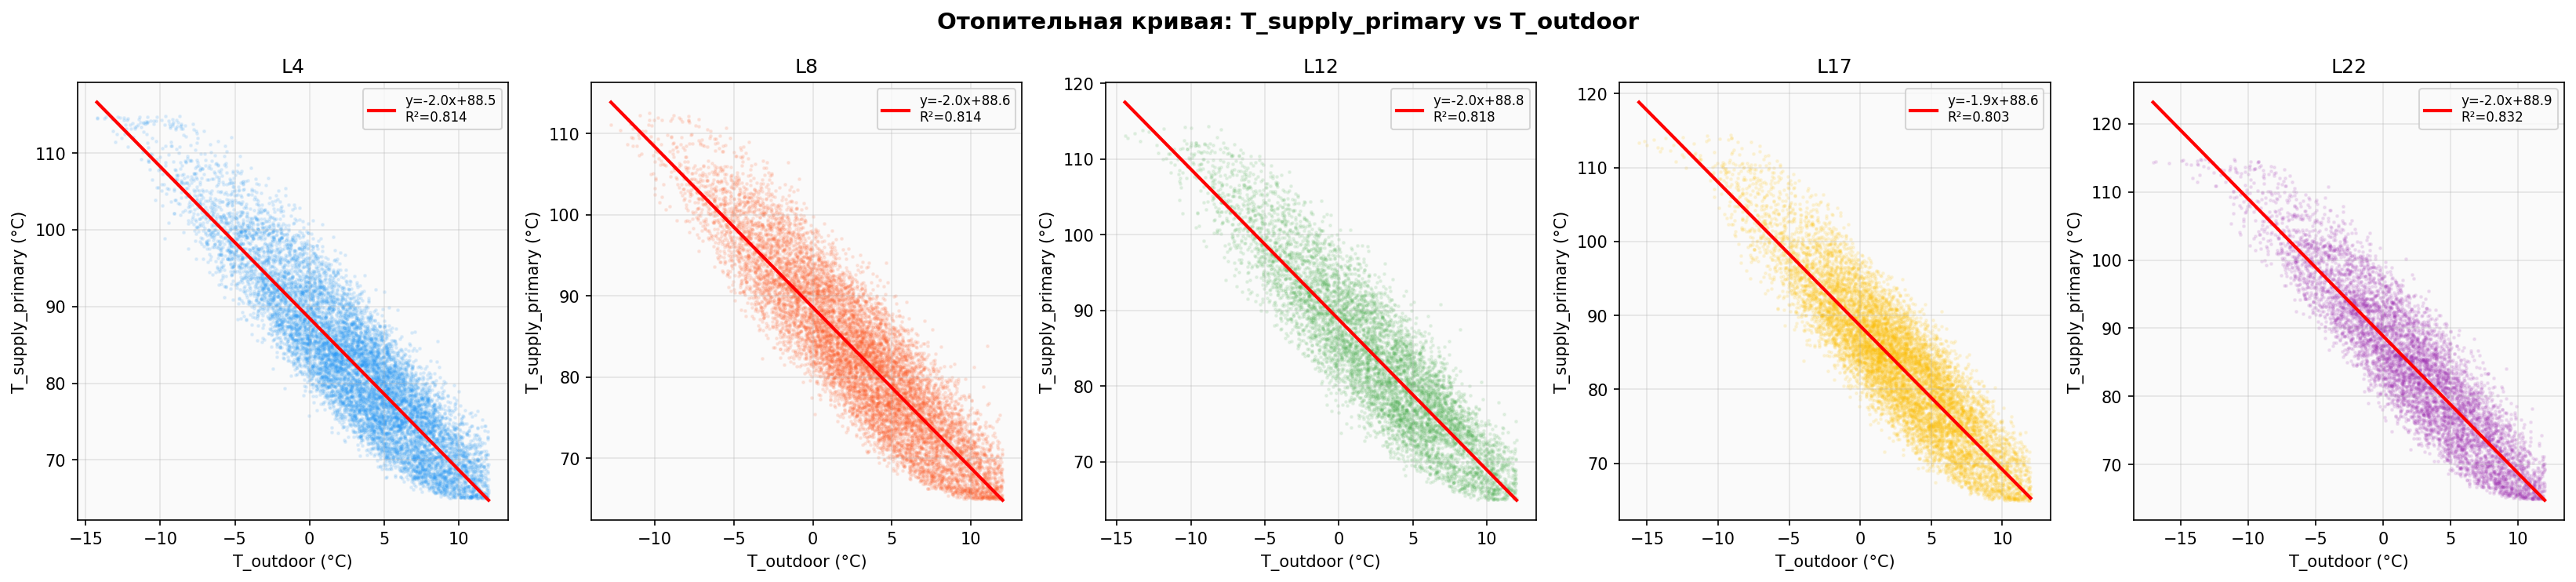 Отопительная кривая: T_supply_primary vs T_outdoor
L4
y=-2.0x+88.5
R²=0.814
110
100
90
80
70
T_supply_primary (°C)
−15 −10 −5 0 5 10
T_outdoor (°C)
L8
y=-2.0x+88.6
R²=0.814
110
100
90
80
70
T_supply_primary (°C)
−10 −5 0 5 10
T_outdoor (°C)
L12
y=-2.0x+88.8
R²=0.818
120
110
100
90
80
70
T_supply_primary (°C)
−15 −10 −5 0 5 10
T_outdoor (°C)
L17
y=-1.9x+88.6
R²=0.803
120
110
100
90
80
70
T_supply_primary (°C)
−15 −10 −5 0 5 10
T_outdoor (°C)
L22
y=-2.0x+88.9
R²=0.832
120
110
100
90
80
70
T_supply_primary (°C)
−15 −10 −5 0 5 10
T_outdoor (°C)